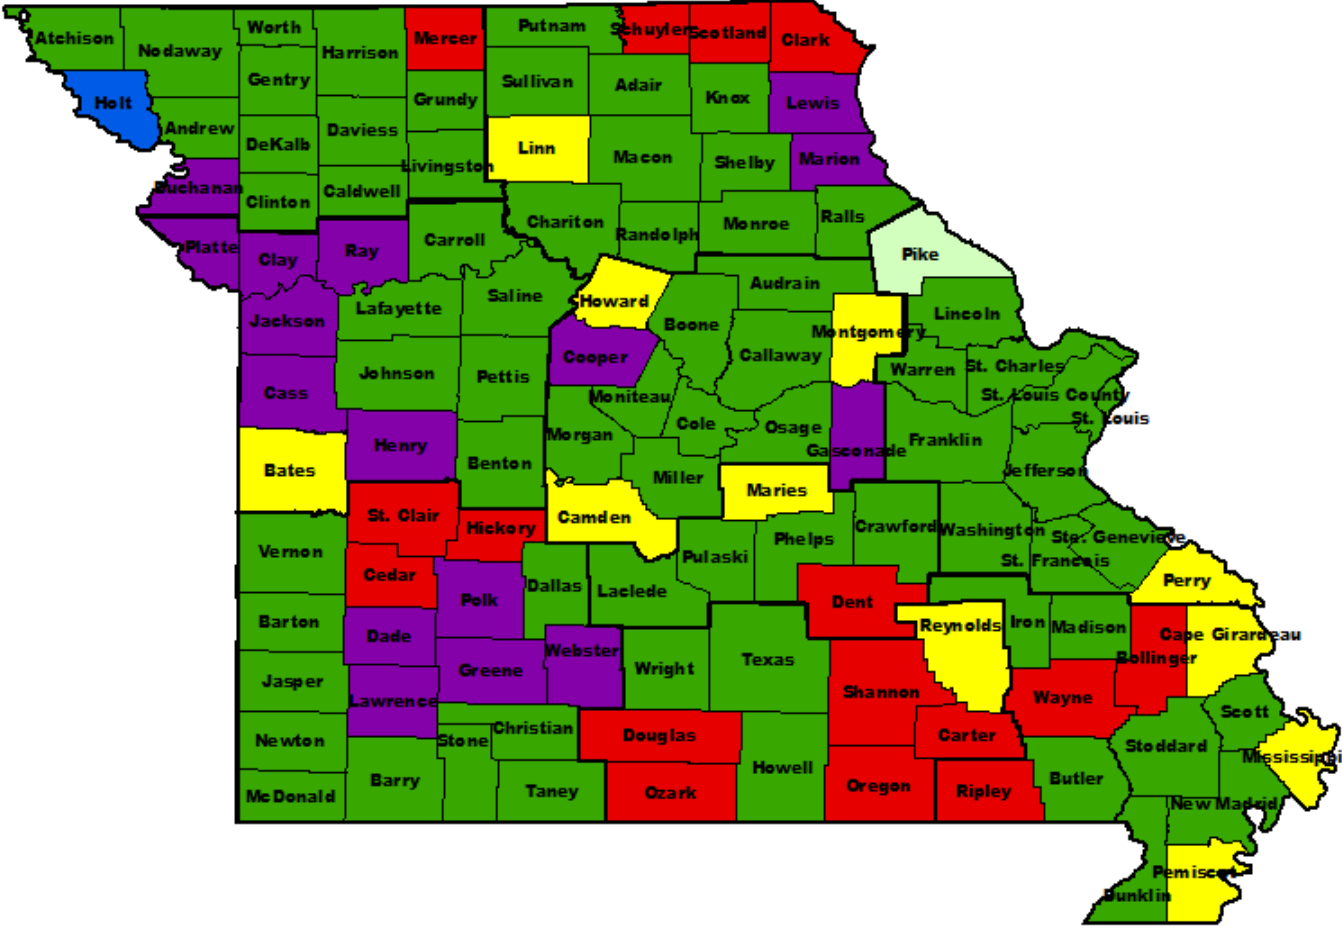 Atchison
Nodaway
Worth
Harrison
Mercer
Putnam
Schuyler
Scotland
Clark
Gentry
Sullivan
Adair
Knox
Lewis
Holt
Grundy
Andrew
DeKalb
Daviess
Livingston
Linn
Macon
Shelby
Marion
Buchanan
Clinton
Caldwell
Chariton
Randolph
Monroe
Ralls
Platte
Clay
Ray
Carroll
Pike
Jackson
Lafayette
Saline
Howard
Boone
Audrain
Montgomery
Lincoln
Cass
Johnson
Pettis
Cooper
Callaway
Warren
St. Charles
St. Louis County
St. Louis
Moniteau
Cole
Osage
Gasconade
Franklin
Jefferson
Bates
Henry
Benton
Morgan
Miller
Maries
St. Clair
Hickory
Camden
Phelps
Crawford
Washington
Ste. Genevieve
St. Francois
Vernon
Cedar
Polk
Dallas
Laclede
Pulaski
Dent
Reynolds
Iron
Madison
Perry
Cape Girardeau
Bollinger
Barton
Dade
Greene
Webster
Wright
Texas
Shannon
Wayne
Jasper
Lawrence
Christian
Douglas
Carter
Scott
Stoddard
Mississippi
Newton
Stone
Barry
McDonald
Taney
Ozark
Howell
Oregon
Ripley
Butler
New Madrid
Pemiscot
Dunklin